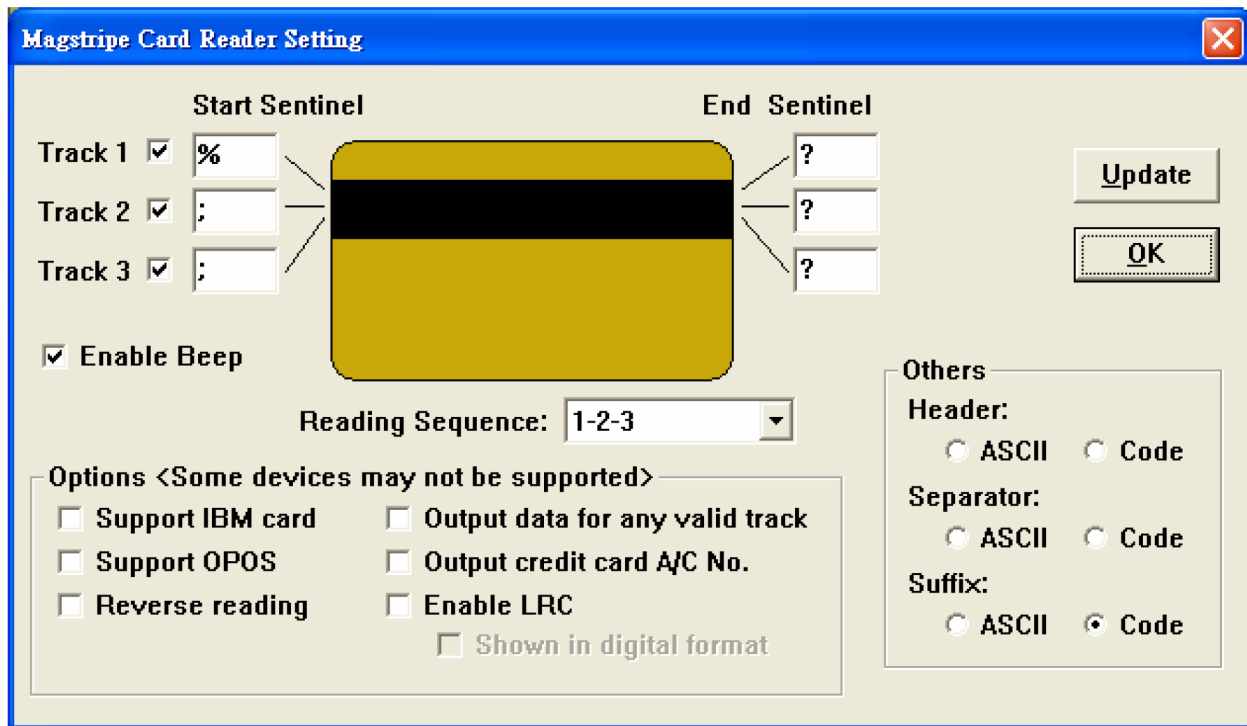 Magstripe Card Reader Setting
Start Sentinel End Sentinel
Track 1 % ?
Track 2 ; ?
Track 3 ; ?
Update
OK
Enable Beep
Reading Sequence: 1-2-3
Options <Some devices may not be supported>
Support IBM card Output data for any valid track
Support OPOS Output credit card A/C No.
Reverse reading Enable LRC
Shown in digital format
Others
Header:
ASCII Code
Separator:
ASCII Code
Suffix:
ASCII Code